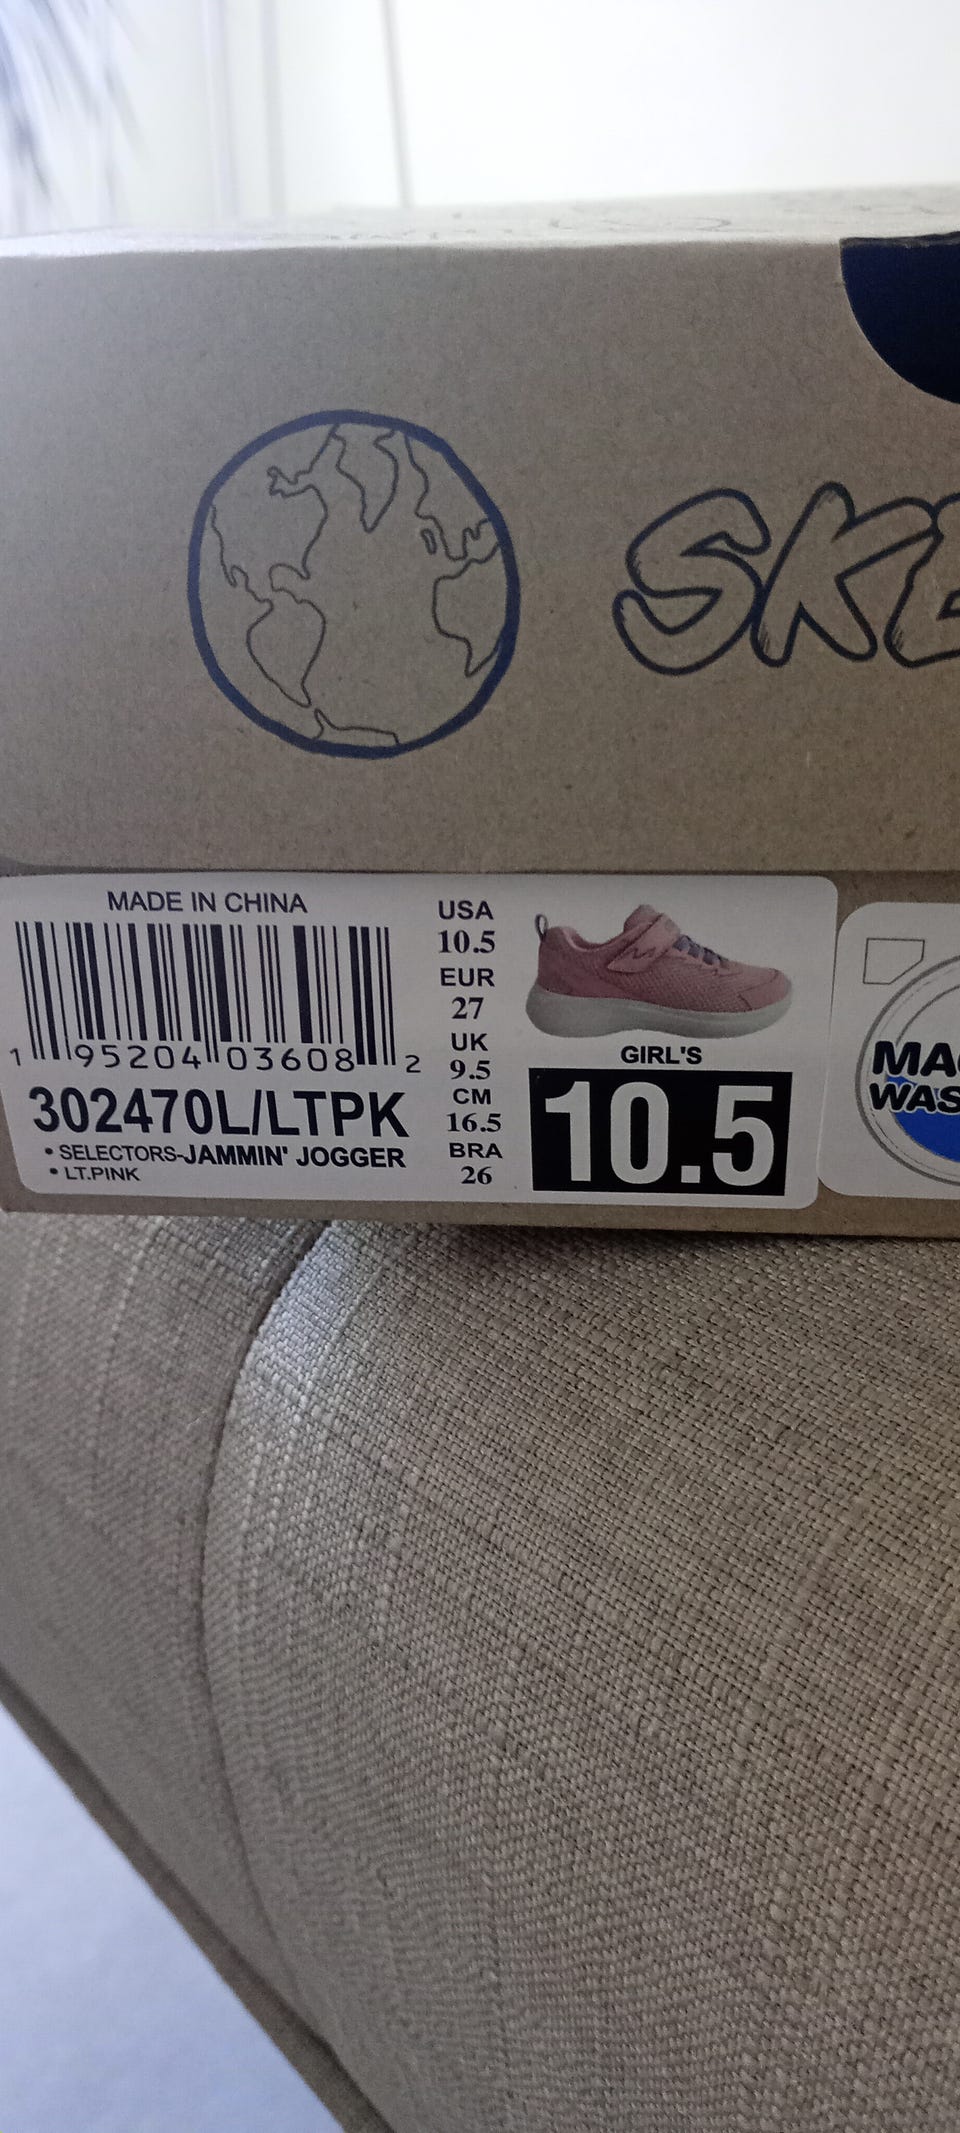 SKE
MADE IN CHINA
1 95204 03608 2
302470L/LTPK
• SELECTORS-JAMMIN' JOGGER
• LT.PINK
USA
10.5
EUR
27
UK
9.5
CM
16.5
BRA
26
GIRL'S
10.5
MA
WAS